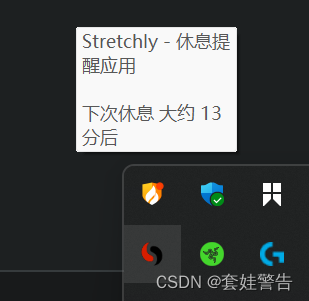 Stretchly - 休息提
醒应用
下次休息 大约 13
分后
CSDN @套娃警告